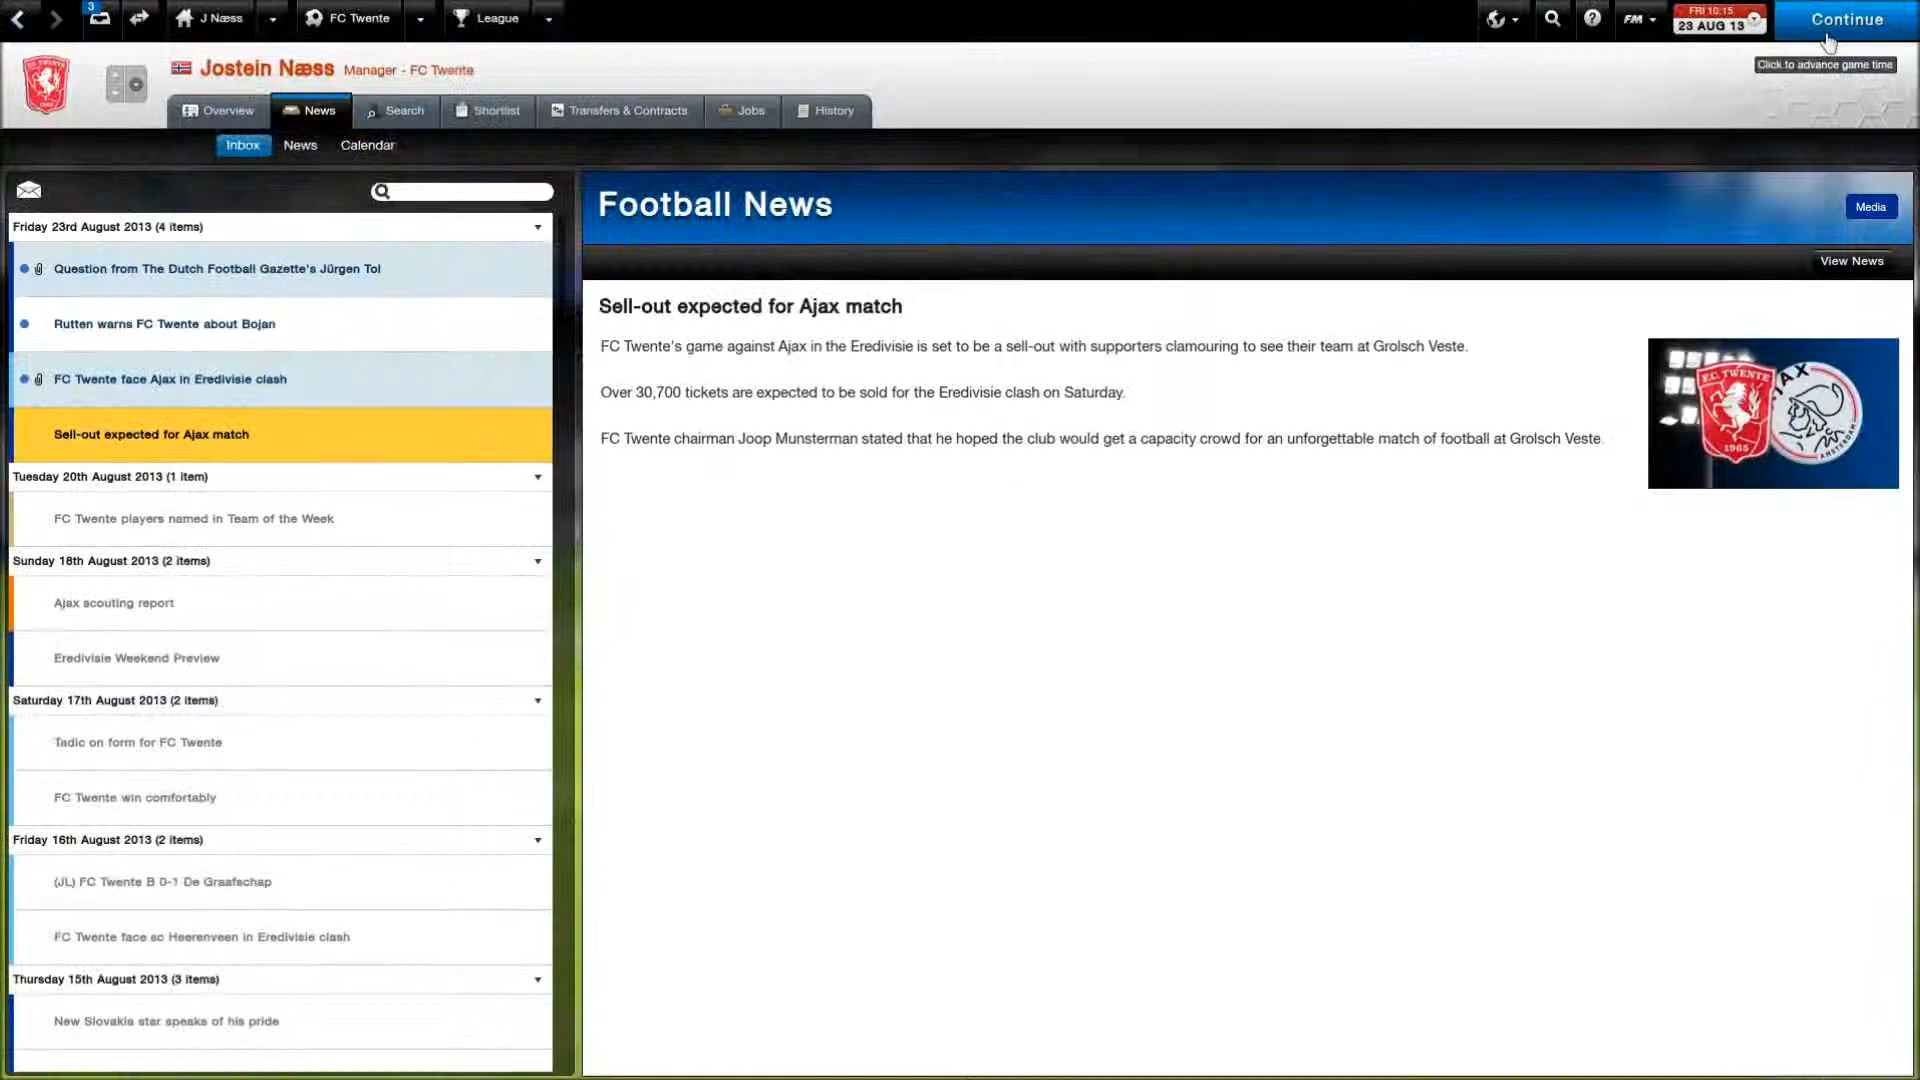 3
J Næss
FC Twente
League
FM
FRI 10:15
23 AUG 13
Continue
Click to advance game time
Jostein Næss Manager - FC Twente
Overview
News
Search
Shortlist
Transfers & Contracts
Jobs
History
Inbox
News
Calendar
Friday 23rd August 2013 (4 items)
Question from The Dutch Football Gazette's Jürgen Tol
Rutten warns FC Twente about Bojan
FC Twente face Ajax in Eredivisie clash
Sell-out expected for Ajax match
Tuesday 20th August 2013 (1 item)
FC Twente players named in Team of the Week
Sunday 18th August 2013 (2 items)
Ajax scouting report
Eredivisie Weekend Preview
Saturday 17th August 2013 (2 items)
Tadic on form for FC Twente
FC Twente win comfortably
Friday 16th August 2013 (2 items)
(JL) FC Twente B 0-1 De Graafschap
FC Twente face sc Heerenveen in Eredivisie clash
Thursday 15th August 2013 (3 items)
New Slovakia star speaks of his pride
Football News
Media
View News
Sell-out expected for Ajax match
FC Twente's game against Ajax in the Eredivisie is set to be a sell-out with supporters clamouring to see their team at Grolsch Veste.
Over 30,700 tickets are expected to be sold for the Eredivisie clash on Saturday.
FC Twente chairman Joop Munsterman stated that he hoped the club would get a capacity crowd for an unforgettable match of football at Grolsch Veste.
F.C. TWENTE
1965
AJAX
AMSTERDAM